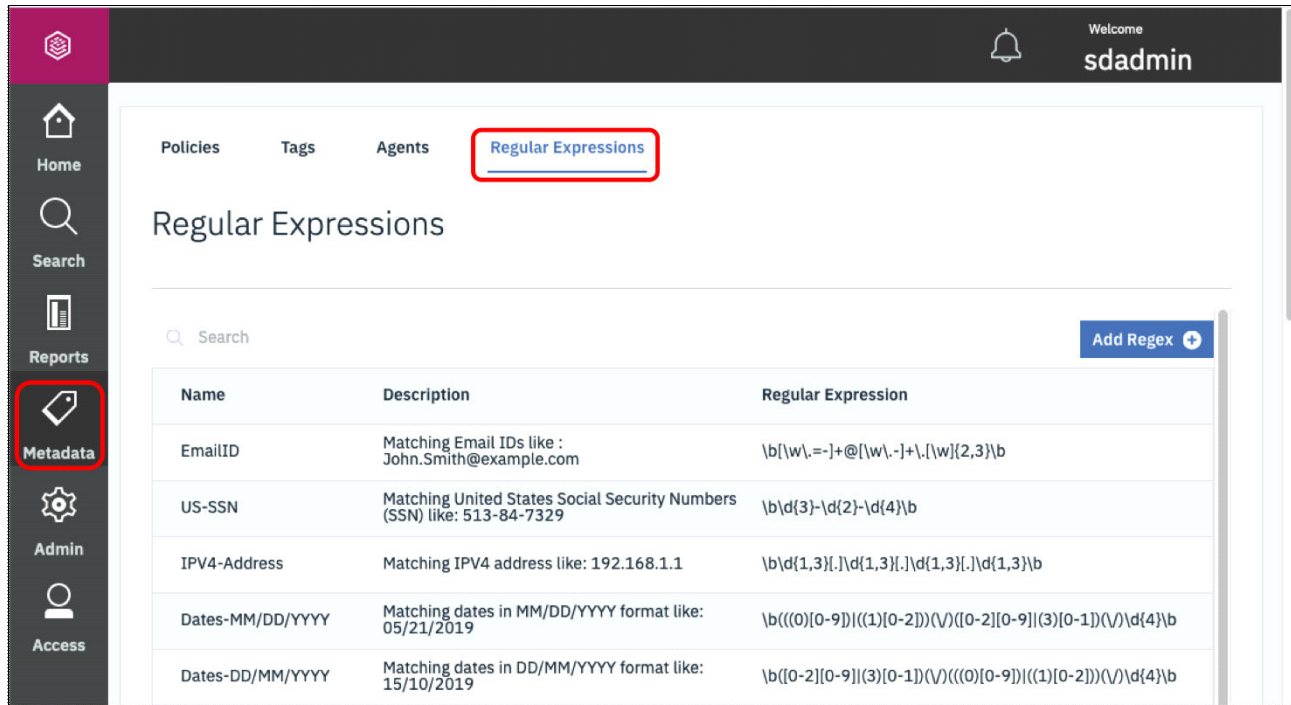 Welcome
sdadmin
Home
Search
Reports
Metadata
Admin
Access
Policies Tags Agents Regular Expressions
Regular Expressions
Search
Add Regex
Name Description Regular Expression
EmailID Matching Email IDs like : \b[\w\.=-]+@[\w\.-]+\.[\w]{2,3}\b
John.Smith@example.com
US-SSN Matching United States Social Security Numbers \b\d{3}-\d{2}-\d{4}\b
(SSN) like: 513-84-7329
IPV4-Address Matching IPV4 address like: 192.168.1.1 \b\d{1,3}[.]\d{1,3}[.]\d{1,3}[.]\d{1,3}\b
Dates-MM/DD/YYYY Matching dates in MM/DD/YYYY format like: \b(((0)[0-9])|((1)[0-2]))(\/)([0-2][0-9]|(3)[0-1])(\/)\d{4}\b
05/21/2019
Dates-DD/MM/YYYY Matching dates in DD/MM/YYYY format like: \b([0-2][0-9]|(3)[0-1])(\/)(((0)[0-9])|((1)[0-2]))(\/)\d{4}\b
15/10/2019